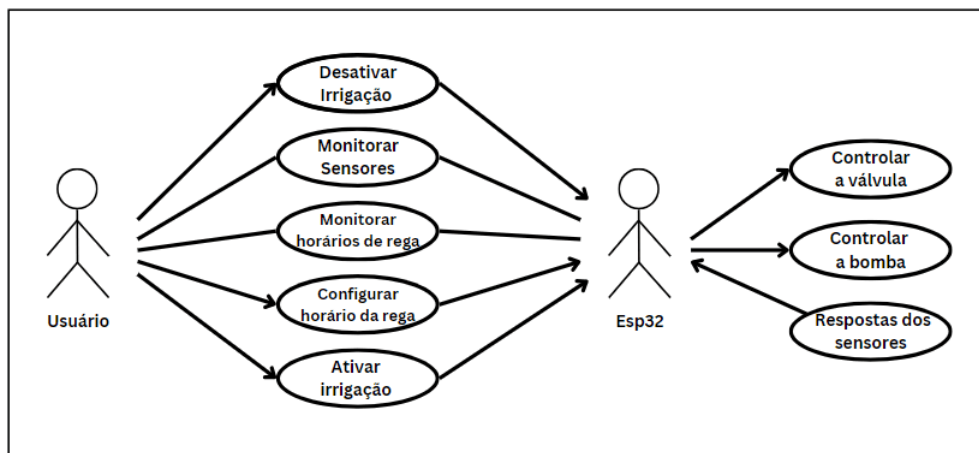 Desativar
Irrigação
Monitorar
Sensores
Monitorar
horários de rega
Configurar
horário da rega
Ativar
irrigação
Usuário
Esp32
Controlar
a válvula
Controlar
a bomba
Respostas dos
sensores